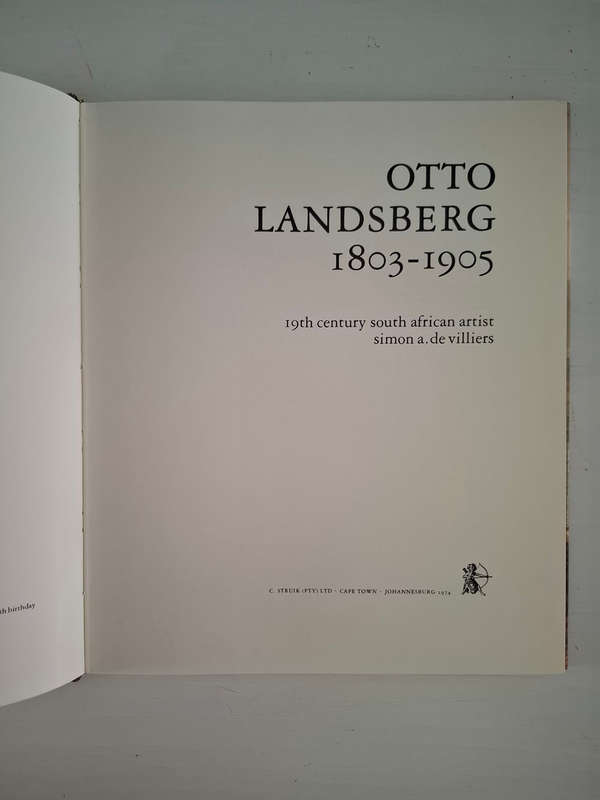 OTTO
LANDSBERG
1803-1905
19th century south african artist
simon a. de villiers
C. STRUIK (PTY) LTD · CAPE TOWN · JOHANNESBURG 1974
th birthday